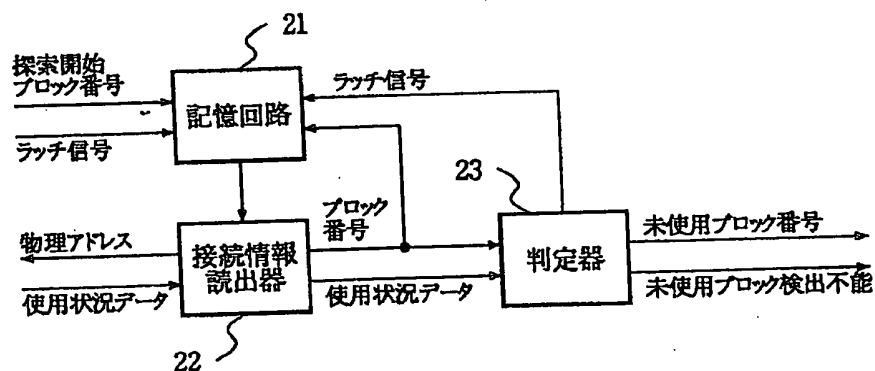 21
探索開始
ブロック番号
ラッチ信号
記憶回路
ラッチ信号
23
物理アドレス
使用状況データ
接続情報
読出器
ブロック
番号
使用状況データ
判定器
未使用ブロック番号
未使用ブロック検出不能
22